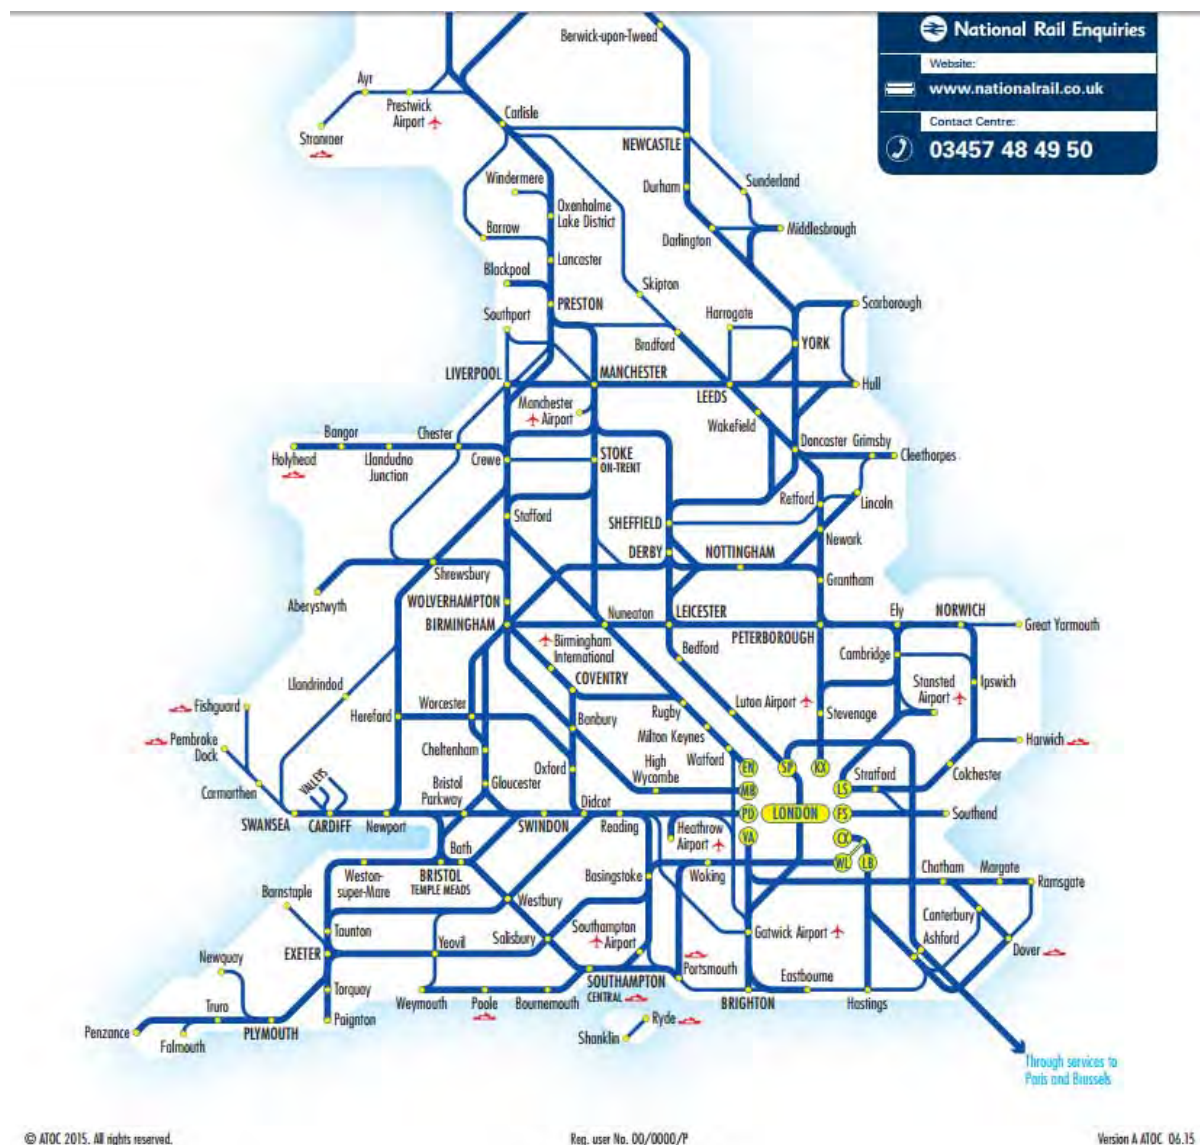 National Rail Enquiries
Website:
www.nationalrail.co.uk
Contact Centre:
03457 48 49 50
Berwick-upon-Tweed
Ayr
Prestwick
Airport
Stranraer
Carlisle
NEWCASTLE
Sunderland
Windermere
Durham
Oxenholme
Lake District
Barrow
Darlington
Middlesbrough
Lancaster
Blackpool
Skipton
PRESTON
Scarborough
Southport
Harrogate
Bradford
YORK
LIVERPOOL
MANCHESTER
LEEDS
Hull
Manchester
Airport
Wakefield
Bangor
Chester
Doncaster
Grimsby
Cleethorpes
Holyhead
Llandudno
Junction
Crewe
STOKE
ON-TRENT
Retford
Lincoln
Stafford
SHEFFIELD
Newark
DERBY
NOTTINGHAM
Shrewsbury
Grantham
Aberystwyth
WOLVERHAMPTON
BIRMINGHAM
Nuneaton
LEICESTER
PETERBOROUGH
Ely
NORWICH
Great Yarmouth
Birmingham
International
Bedford
Cambridge
COVENTRY
Llandrindod
Stansted
Airport
Ipswich
Fishguard
Worcester
Hereford
Banbury
Rugby
Luton Airport
Stevenage
Pembroke
Dock
Milton Keynes
Harwich
Cheltenham
High
Wycombe
Watford
Oxford
Carmarthen
VALLEYS
Bristol
Parkway
Gloucester
EN
SP
KX
Stratford
Colchester
MB
LS
Didcot
SWANSEA
CARDIFF
Newport
SWINDON
Reading
PD
LONDON
FS
Southend
Heathrow
Airport
VA
CX
Bath
WL
LB
Weston-
super-Mare
BRISTOL
TEMPLE MEADS
Basingstoke
Woking
Chatham
Margate
Ramsgate
Barnstaple
Westbury
Canterbury
Taunton
Southampton
Airport
Gatwick Airport
Ashford
EXETER
Yeovil
Salisbury
Dover
Newquay
Portsmouth
Torquay
SOUTHAMPTON
CENTRAL
Eastbourne
Truro
Weymouth
Poole
Bournemouth
BRIGHTON
Hastings
Penzance
Falmouth
PLYMOUTH
Paignton
Ryde
Shanklin
Through services to
Paris and Brussels
© ATOC 2015. All rights reserved.
Reg. user No. 00/0000/P
Version A ATOC 06.15